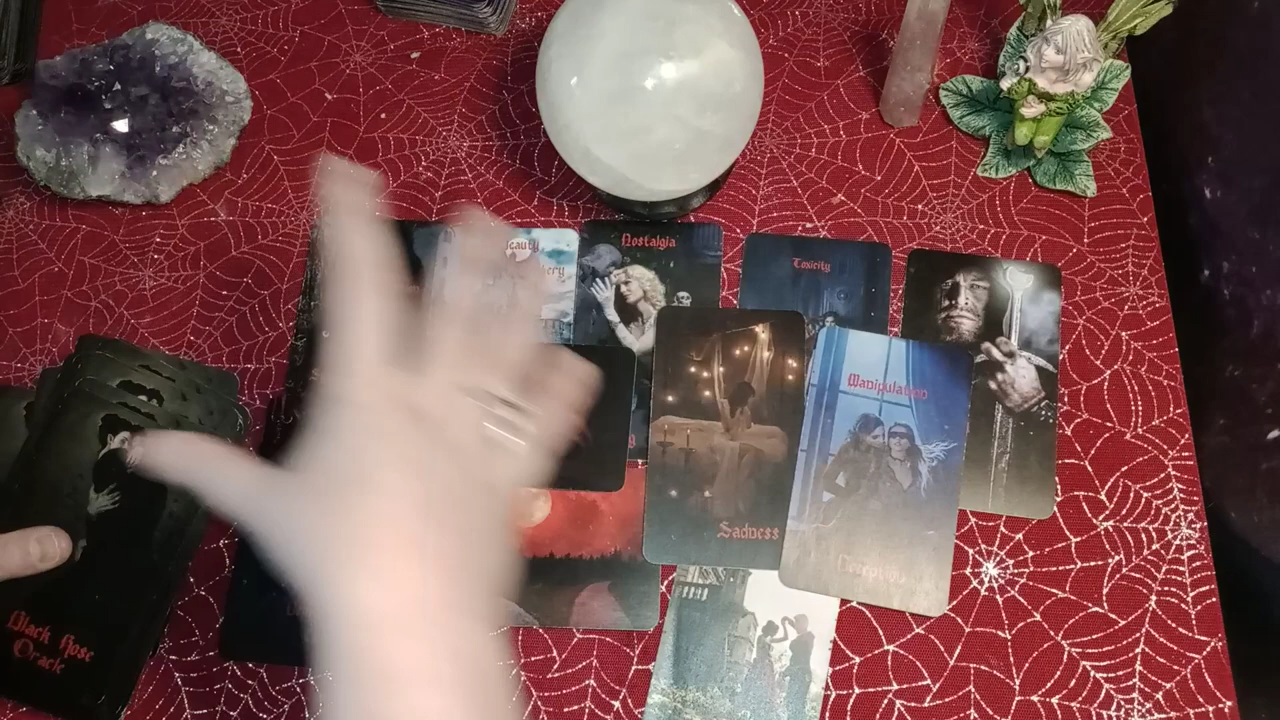 Nostalgia
Toxicity
Manipulation
Sadness
Deception
Black Rose
Oracle